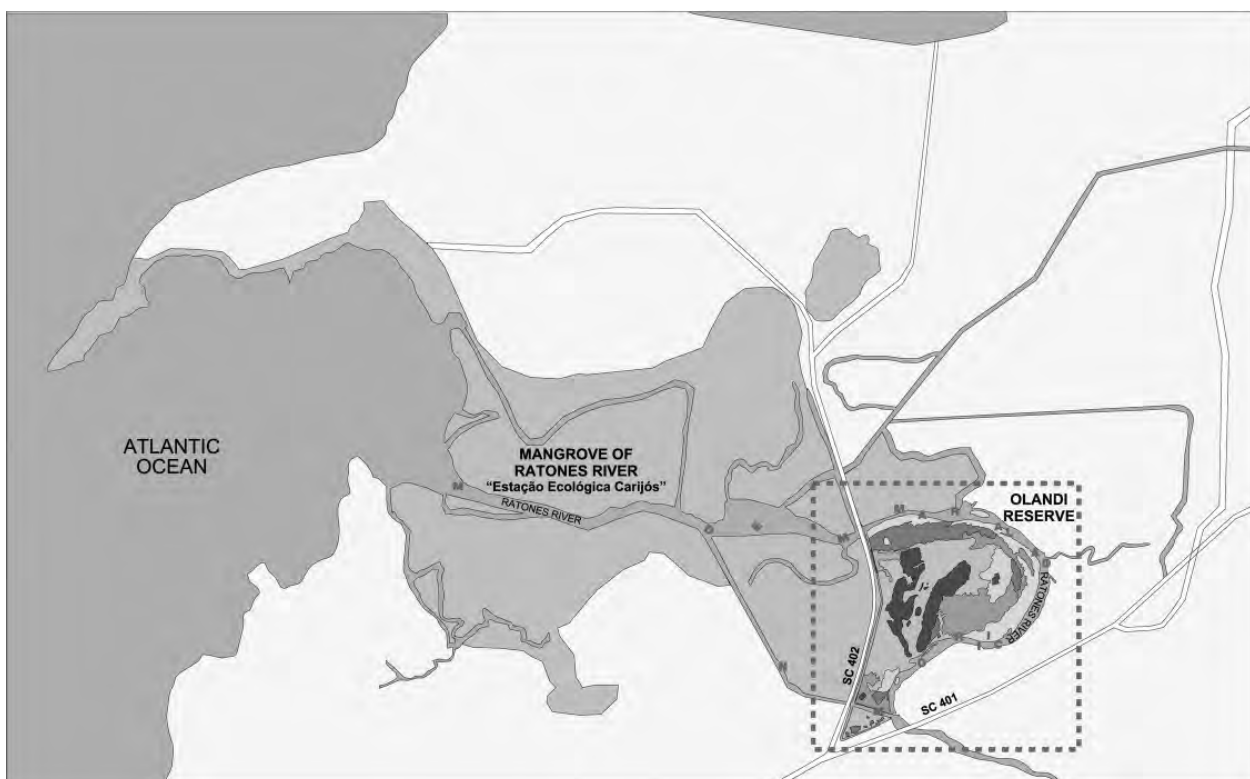 ATLANTIC
OCEAN
MANGROVE OF
RATONES RIVER
“Estação Ecológica Carijós”
RATONES RIVER
OLANDI
RESERVE
RATONES RIVER
SC 402
SC 401